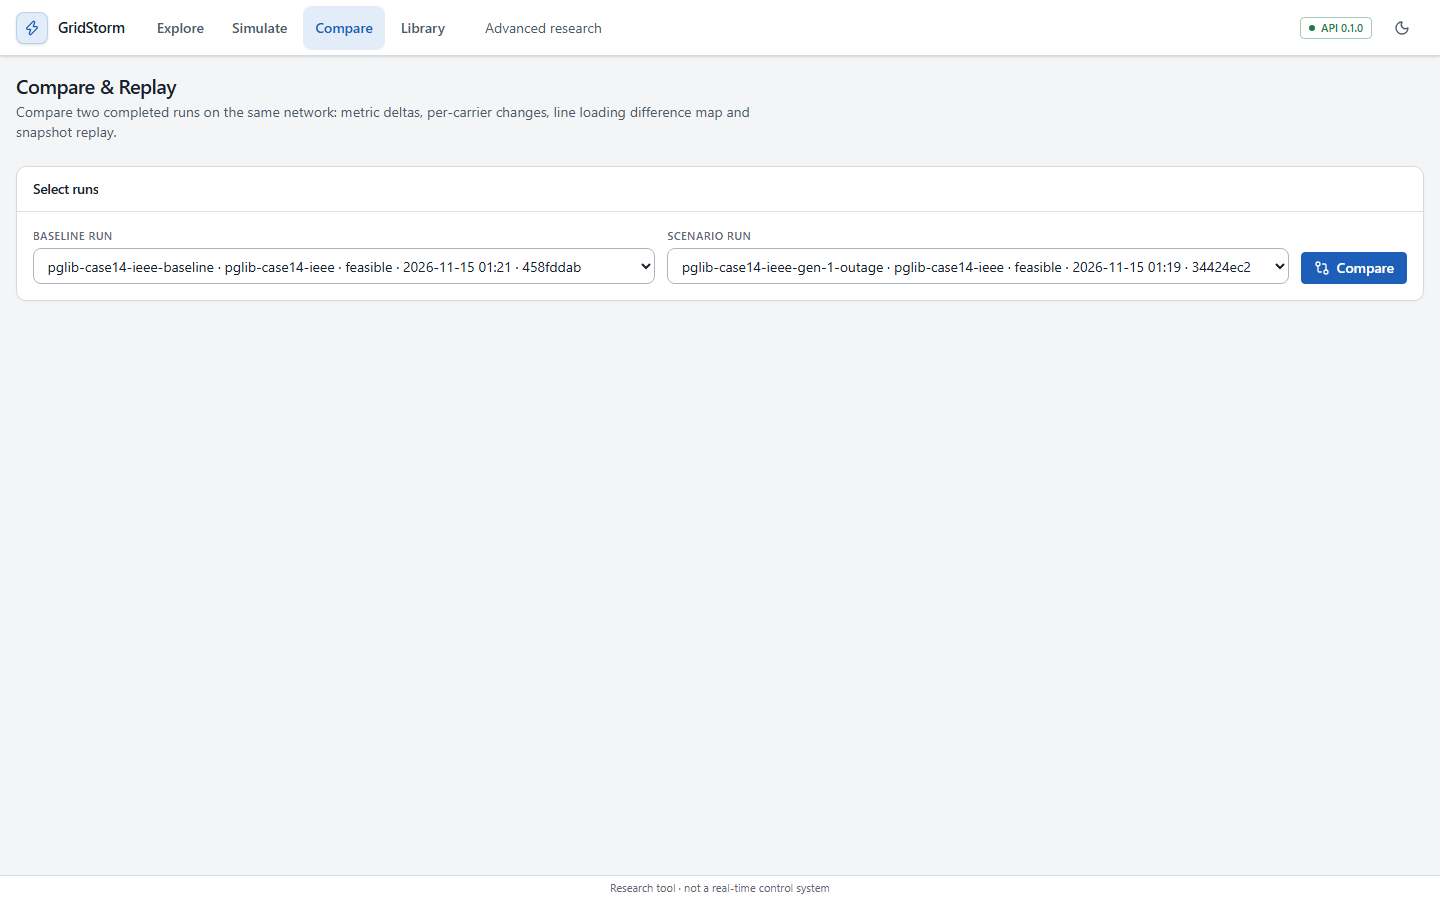 GridStorm
Explore
Simulate
Compare
Library
Advanced research
API 0.1.0
Compare & Replay
Compare two completed runs on the same network: metric deltas, per-carrier changes, line loading difference map and
snapshot replay.
Select runs
BASELINE RUN
SCENARIO RUN
pglib-case14-ieee-baseline · pglib-case14-ieee · feasible · 2026-11-15 01:21 · 458fddab
pglib-case14-ieee-gen-1-outage · pglib-case14-ieee · feasible · 2026-11-15 01:19 · 34424ec2
Compare
Research tool · not a real-time control system